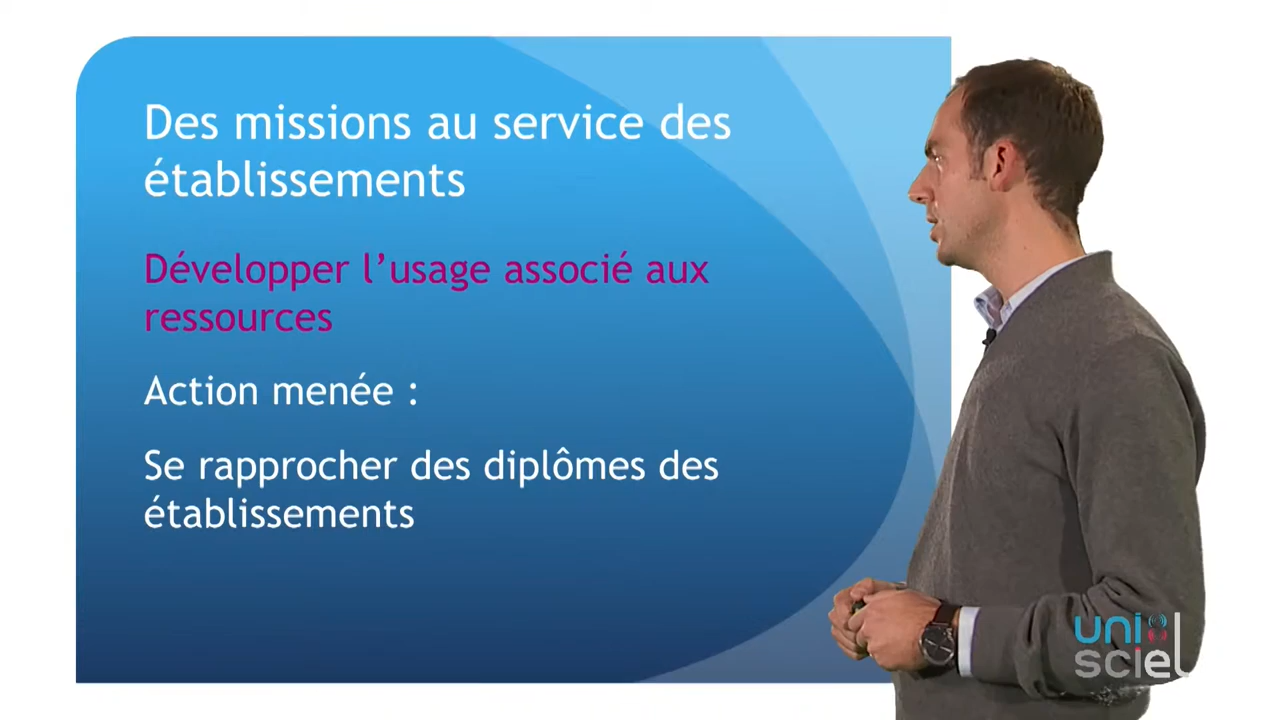 Des missions au service des
établissements
Développer l’usage associé aux
ressources
Action menée :
Se rapprocher des diplômes des
établissements
uni
sciel